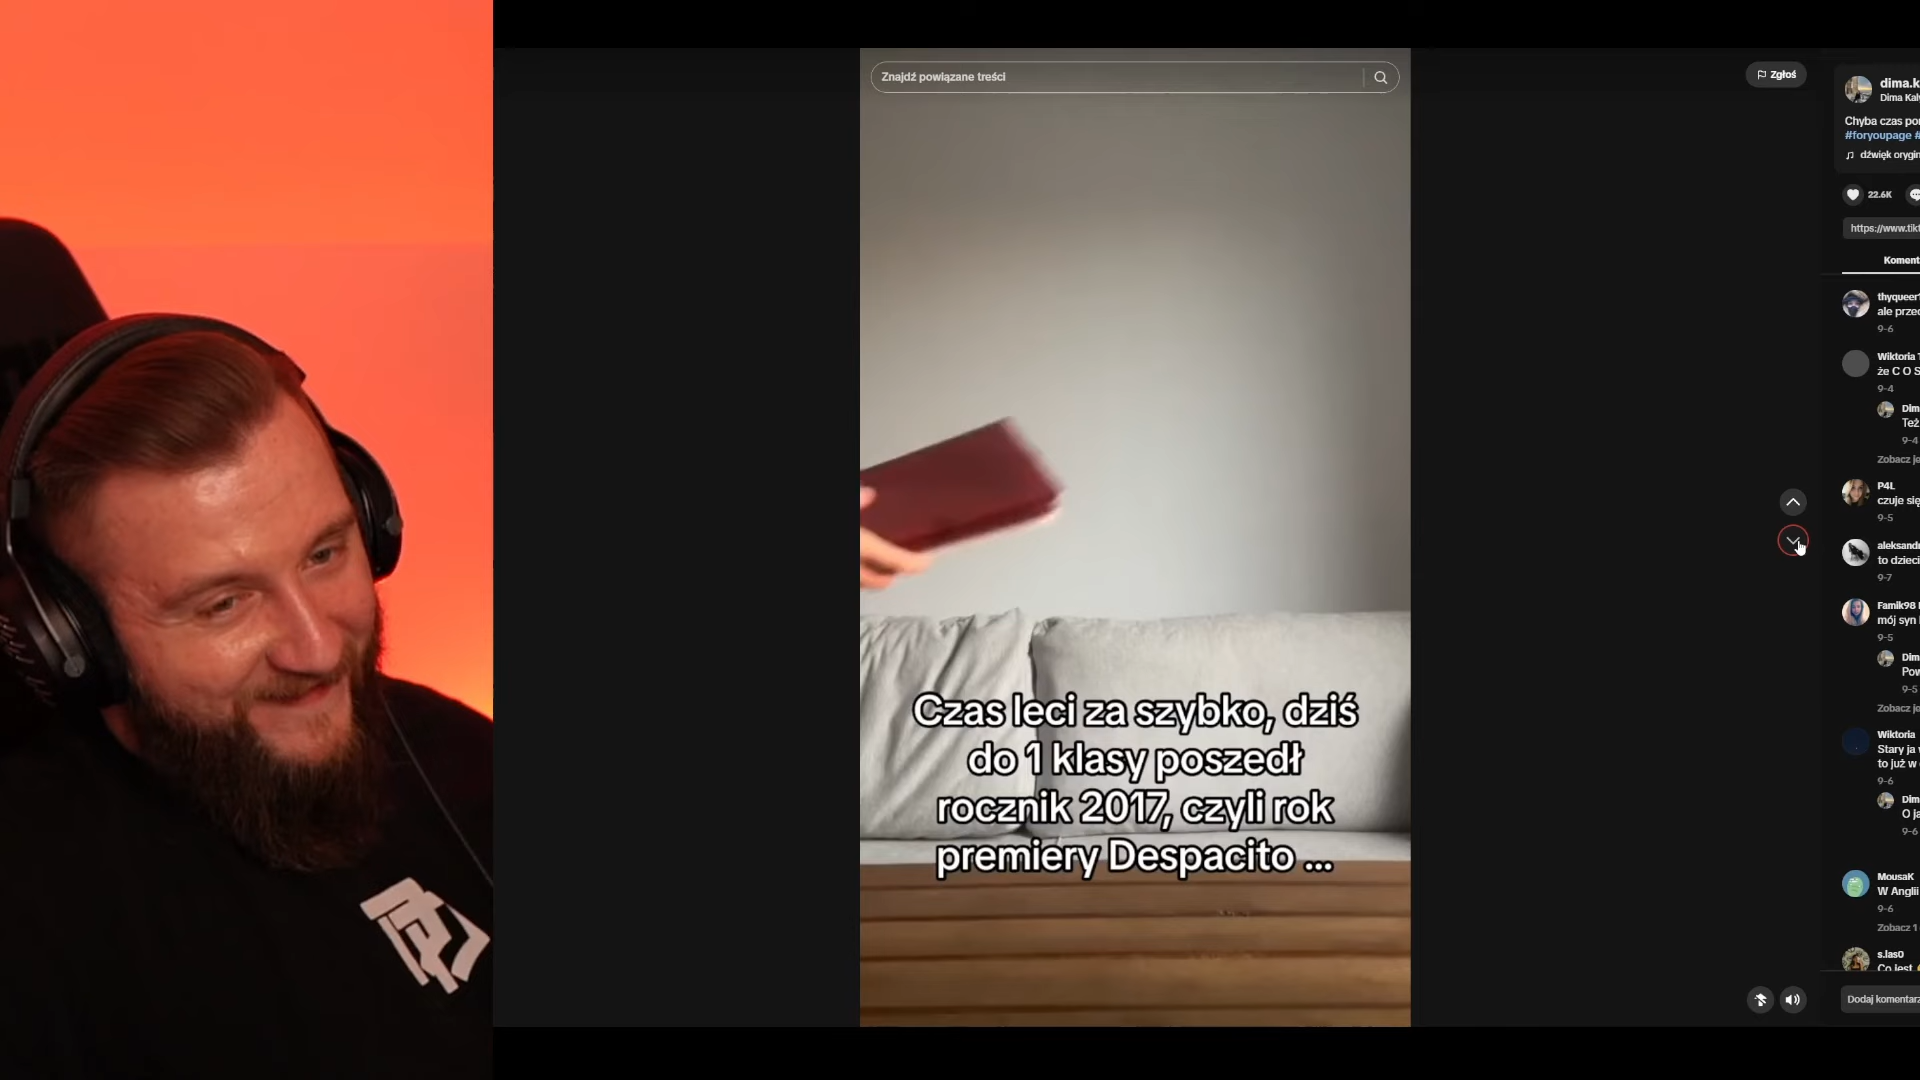 Znajdź powiązane treści
Zgłoś
Czas leci za szybko, dziś
do 1 klasy poszedł
rocznik 2017, czyli rok
premiery Despacito ...
dima.k
Dima Kal
Chyba czas
#foryoupage #
dźwięk
22.6K
https://www.tikt
Koment
thyqueer
ale
9-6
Wiktoria T
że C O S
9-4
Dim
Też
9-4
Zobacz je
P4L
czuje się
9-5
aleksand
to dzieci
9-7
Famik98
mój syn
9-5
Dim
Pow
9-5
Zobacz je
Wiktoria
Stary ja
to już w
9-6
Dim
O ja
9-6
MousaK
W Anglii
9-6
Zobacz 1
s.las0
Co jest
Dodaj komentarz